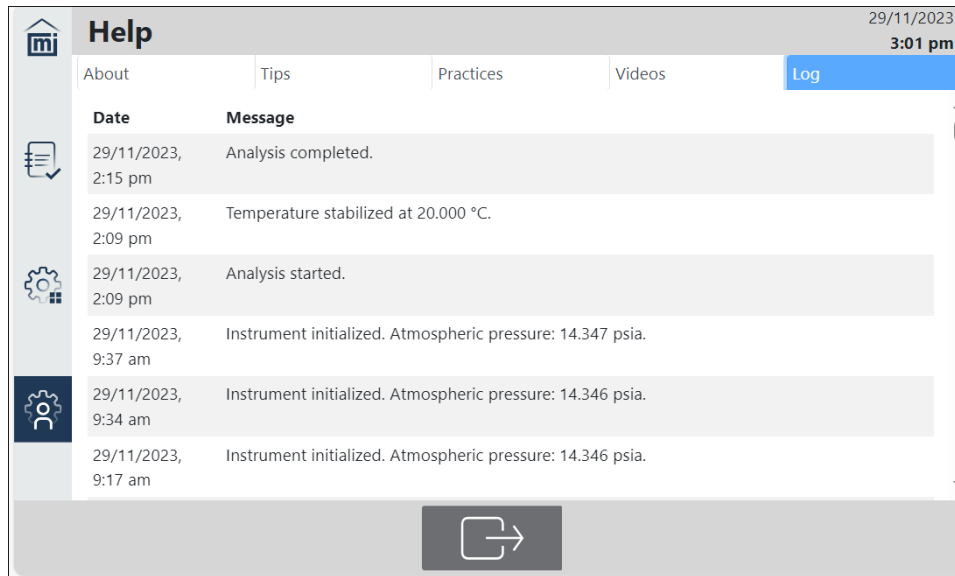 mi
Help
29/11/2023
3:01 pm
About Tips Practices Videos Log
Date Message
29/11/2023, Analysis completed.
2:15 pm
29/11/2023, Temperature stabilized at 20.000 °C.
2:09 pm
29/11/2023, Analysis started.
2:09 pm
29/11/2023, Instrument initialized. Atmospheric pressure: 14.347 psia.
9:37 am
29/11/2023, Instrument initialized. Atmospheric pressure: 14.346 psia.
9:34 am
29/11/2023, Instrument initialized. Atmospheric pressure: 14.346 psia.
9:17 am